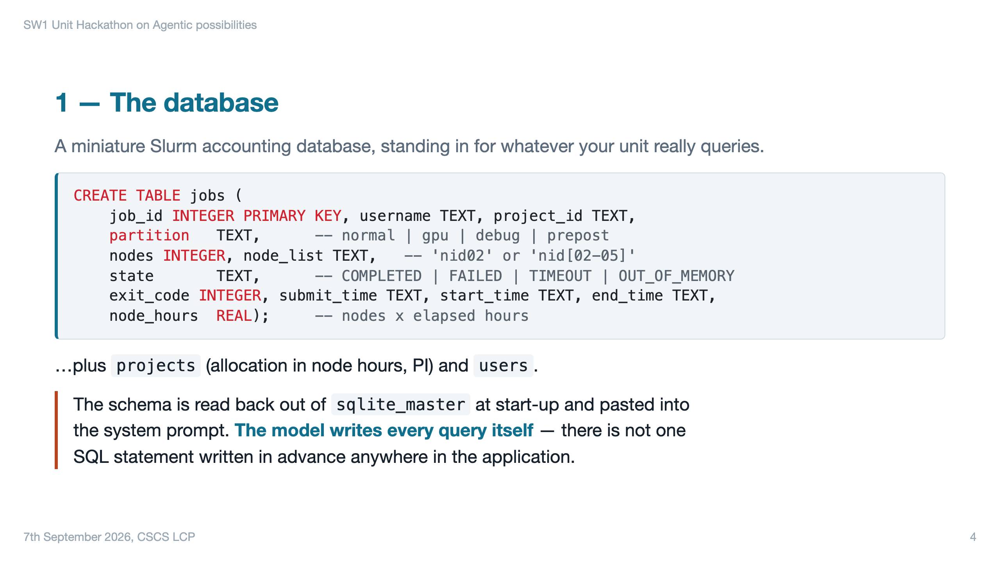 SW1 Unit Hackathon on Agentic possibilities
1 — The database
A miniature Slurm accounting database, standing in for whatever your unit really queries.
CREATE TABLE jobs (
    job_id INTEGER PRIMARY KEY, username TEXT, project_id TEXT,
    partition   TEXT,      -- normal | gpu | debug | prepost
    nodes INTEGER, node_list TEXT,   -- 'nid02' or 'nid[02-05]'
    state       TEXT,      -- COMPLETED | FAILED | TIMEOUT | OUT_OF_MEMORY
    exit_code INTEGER, submit_time TEXT, start_time TEXT, end_time TEXT,
    node_hours  REAL);     -- nodes x elapsed hours
…plus projects (allocation in node hours, PI) and users.
The schema is read back out of sqlite_master at start-up and pasted into
the system prompt. The model writes every query itself — there is not one
SQL statement written in advance anywhere in the application.
7th September 2026, CSCS LCP
4